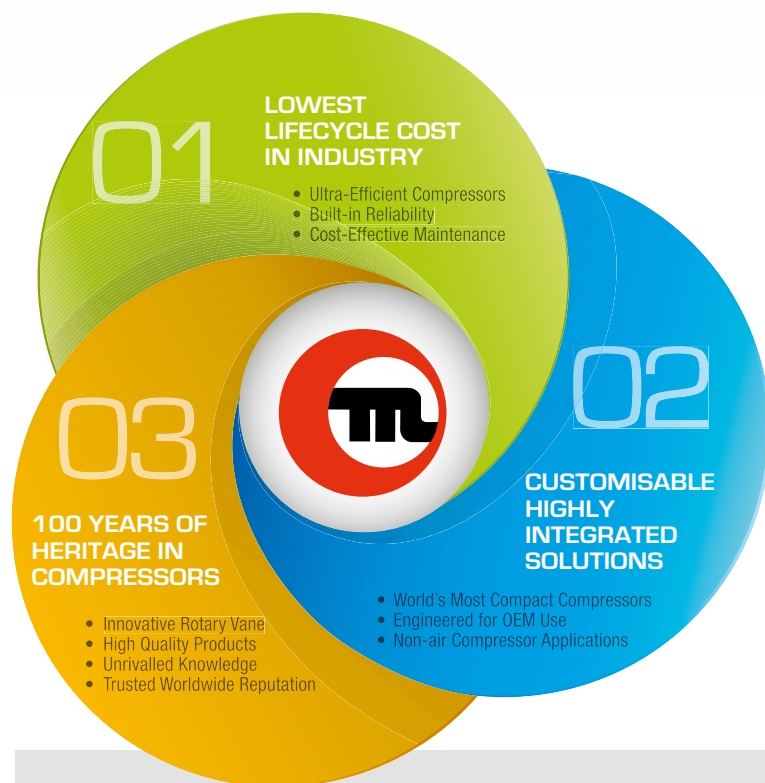 01
LOWEST
LIFECYCLE COST
IN INDUSTRY
• Ultra-Efficient Compressors
• Built-in Reliability
• Cost-Effective Maintenance
02
CUSTOMISABLE
HIGHLY
INTEGRATED
SOLUTIONS
• World's Most Compact Compressors
• Engineered for OEM Use
• Non-air Compressor Applications
03
100 YEARS OF
HERITAGE IN
COMPRESSORS
• Innovative Rotary Vane
• High Quality Products
• Unrivalled Knowledge
• Trusted Worldwide Reputation